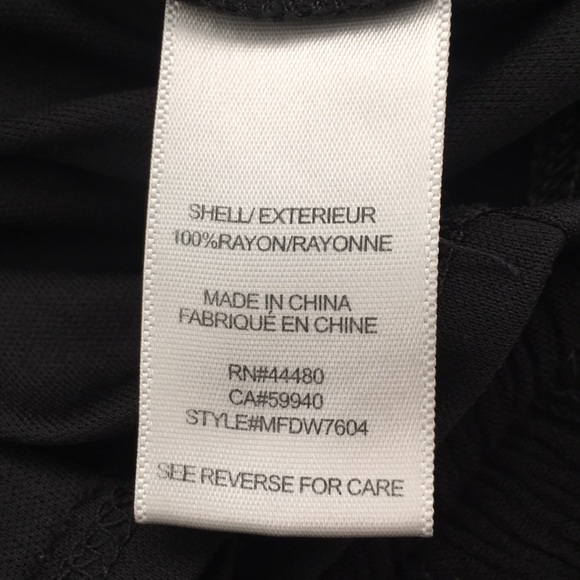 SHELL/ EXTERIEUR
100%RAYON/RAYONNE
MADE IN CHINA
FABRIQUÉ EN CHINE
RN#44480
CA#59940
STYLE#MFDW7604
SEE REVERSE FOR CARE